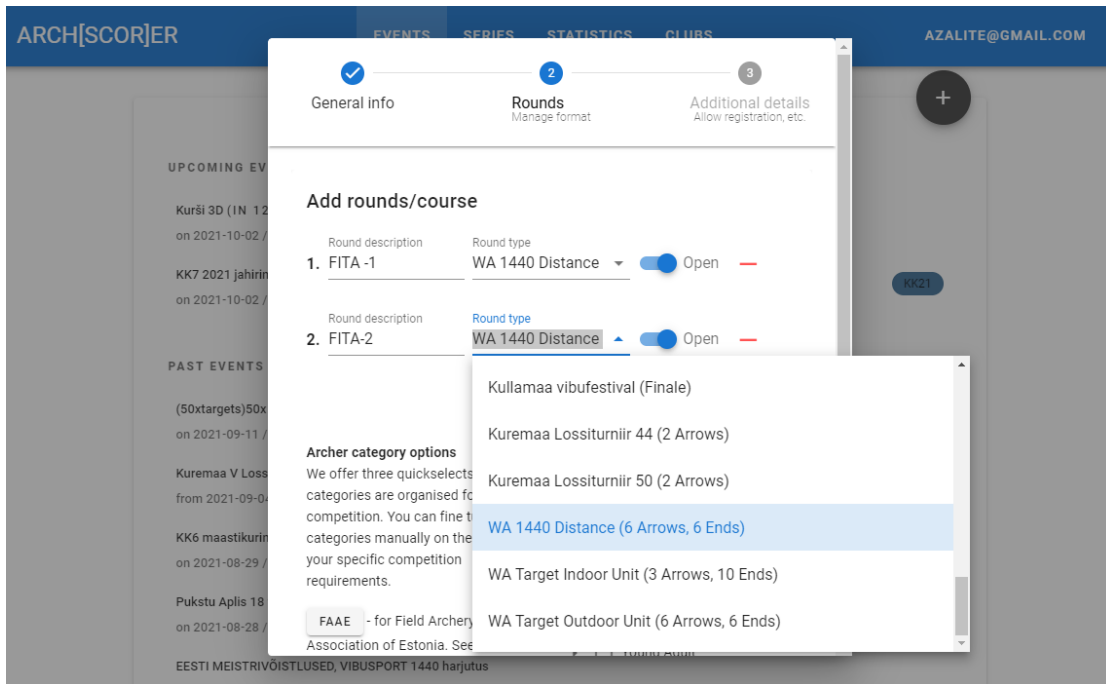 ARCH[SCOR]ER
EVENTS SERIES STATISTICS CLUBS
AZALITE@GMAIL.COM
2
3
General info
Rounds
Manage format
Additional details
Allow registration, etc.
+
UPCOMING EV
Kurši 3D (IN 12
on 2021-10-02 /
KK7 2021 jahirin
on 2021-10-02 /
KK21
PAST EVENTS
(50xtargets)50x
on 2021-09-11 /
Kuremaa V Loss
from 2021-09-04
KK6 maastikurin
on 2021-08-29 /
Pukstu Aplis 18
on 2021-08-28 /
EESTI MEISTRIVÕISTLUSED, VIBUSPORT 1440 harjutus
Add rounds/course
Round description Round type
1. FITA -1 WA 1440 Distance Open
Round description Round type
2. FITA-2 WA 1440 Distance Open
Kullamaa vibufestival (Finale)
Kuremaa Lossiturniir 44 (2 Arrows)
Kuremaa Lossiturniir 50 (2 Arrows)
WA 1440 Distance (6 Arrows, 6 Ends)
WA Target Indoor Unit (3 Arrows, 10 Ends)
WA Target Outdoor Unit (6 Arrows, 6 Ends)
Archer category options
We offer three quickselects
categories are organised fo
competition. You can fine t
categories manually on the
your specific competition
requirements.
FAAE - for Field Archery
Association of Estonia. See
Young Adult